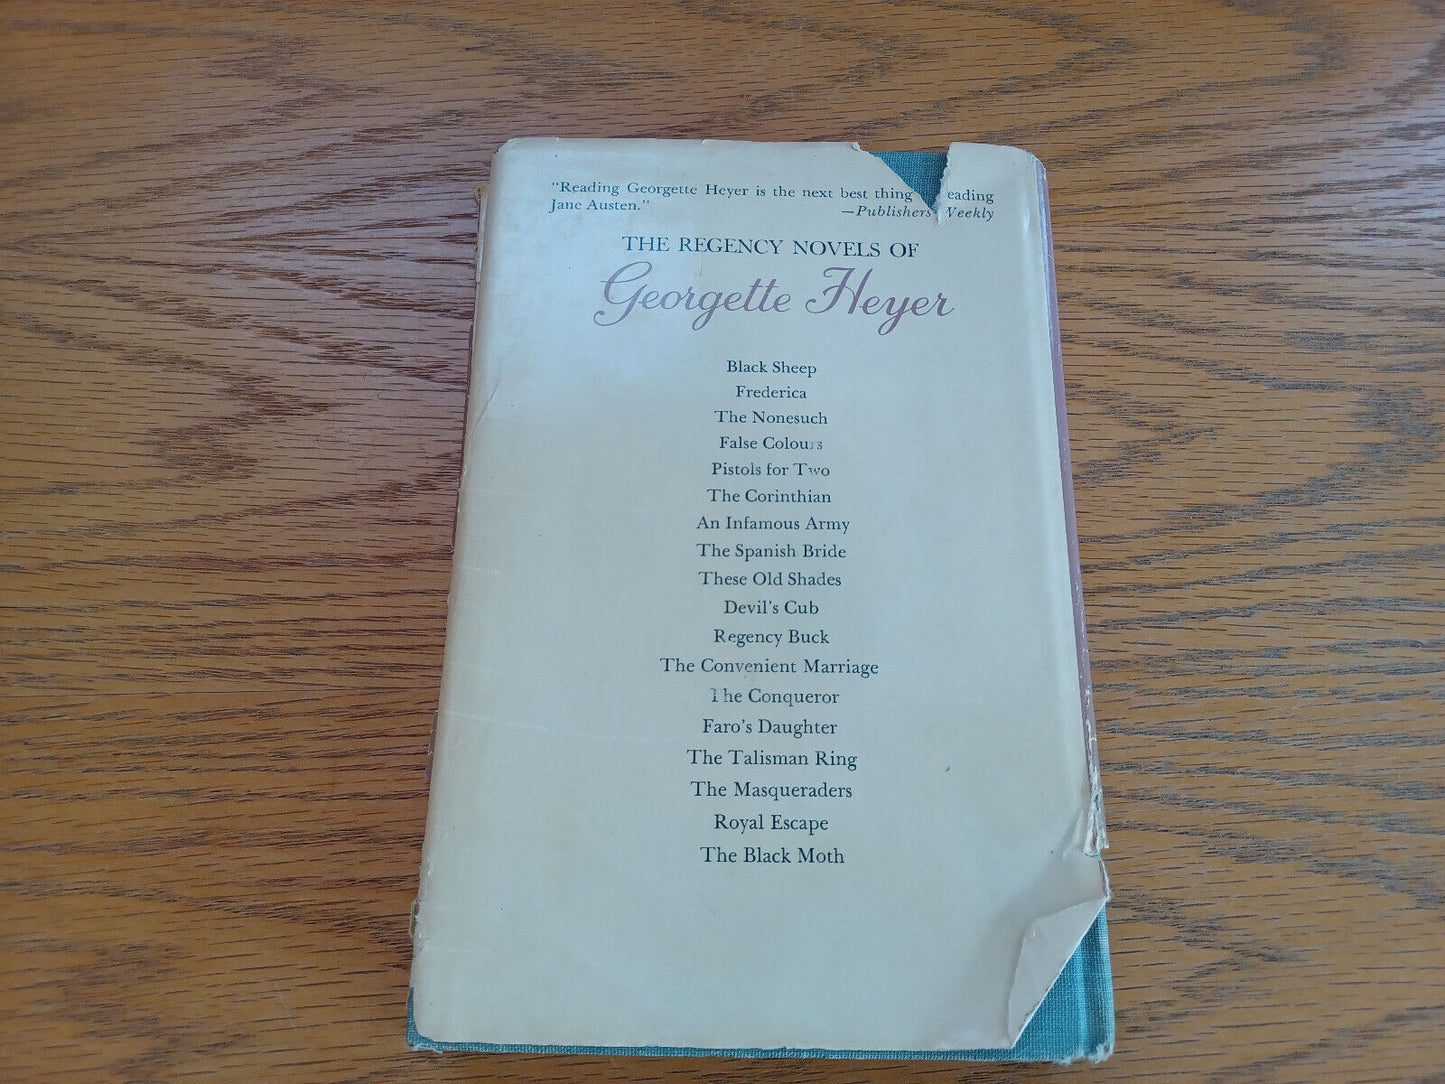 "Reading Georgette Heyer is the next best thing eading
Jane Austen." —Publishers Weekly
THE REGENCY NOVELS OF
Georgette Heyer
Black Sheep
Frederica
The Nonesuch
False Colours
Pistols for Two
The Corinthian
An Infamous Army
The Spanish Bride
These Old Shades
Devil's Cub
Regency Buck
The Convenient Marriage
The Conqueror
Faro's Daughter
The Talisman Ring
The Masqueraders
Royal Escape
The Black Moth